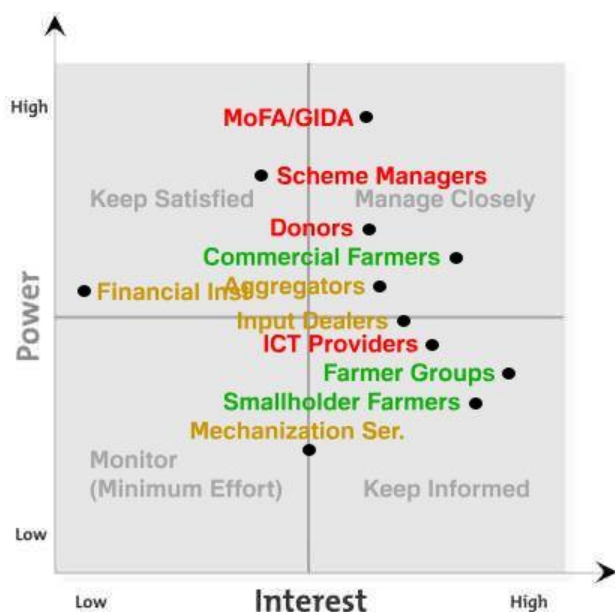 High
MoFA/GIDA
Scheme Managers
Keep Satisfied
Manage Closely
Donors
Commercial Farmers
Aggregators
Financial Inst
Power
Input Dealers
ICT Providers
Farmer Groups
Smallholder Farmers
Mechanization Ser.
Monitor
(Minimum Effort)
Keep Informed
Low
Low
Interest
High